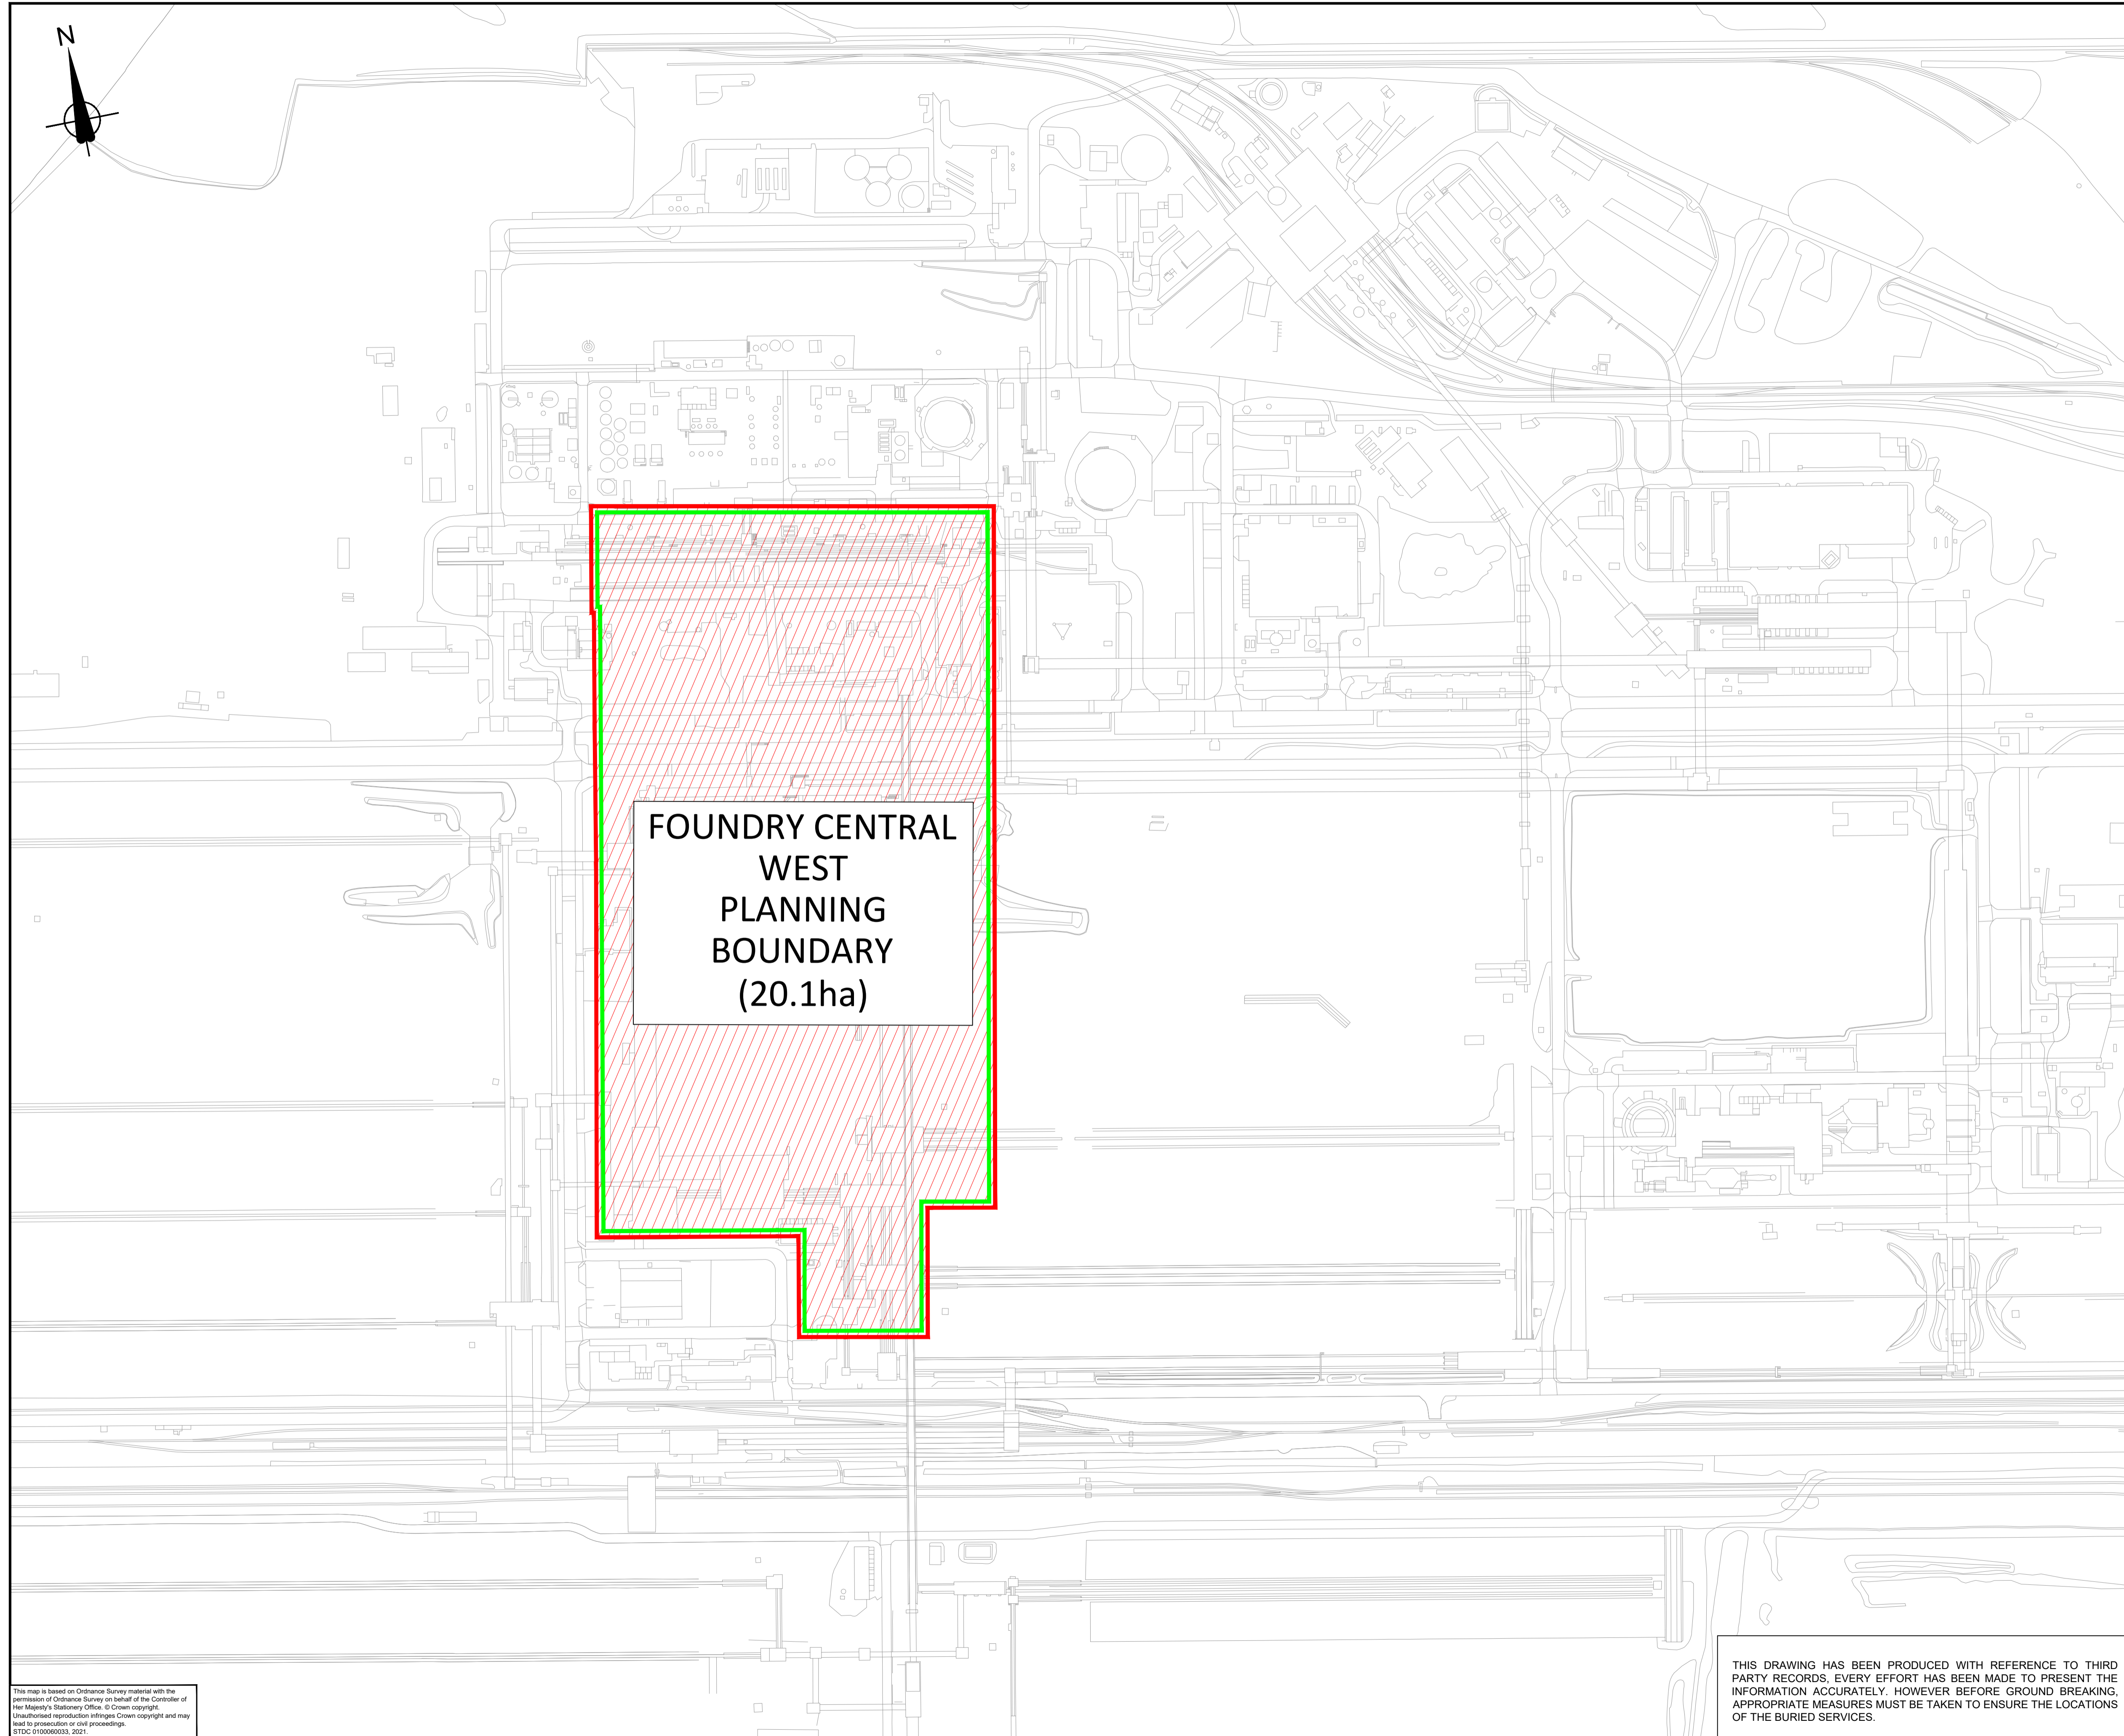 N
FOUNDRY CENTRAL
WEST
PLANNING
BOUNDARY
(20.1ha)
This map is based on Ordnance Survey material with the
permission of Ordnance Survey on behalf of the Controller of
Her Majesty's Stationery Office. © Crown copyright.
Unauthorised reproduction infringes Crown copyright and may
lead to prosecution or civil proceedings.
STDC 0100060033, 2021.
THIS DRAWING HAS BEEN PRODUCED WITH REFERENCE TO THIRD
PARTY RECORDS, EVERY EFFORT HAS BEEN MADE TO PRESENT THE
INFORMATION ACCURATELY. HOWEVER BEFORE GROUND BREAKING,
APPROPRIATE MEASURES MUST BE TAKEN TO ENSURE THE LOCATIONS
OF THE BURIED SERVICES.